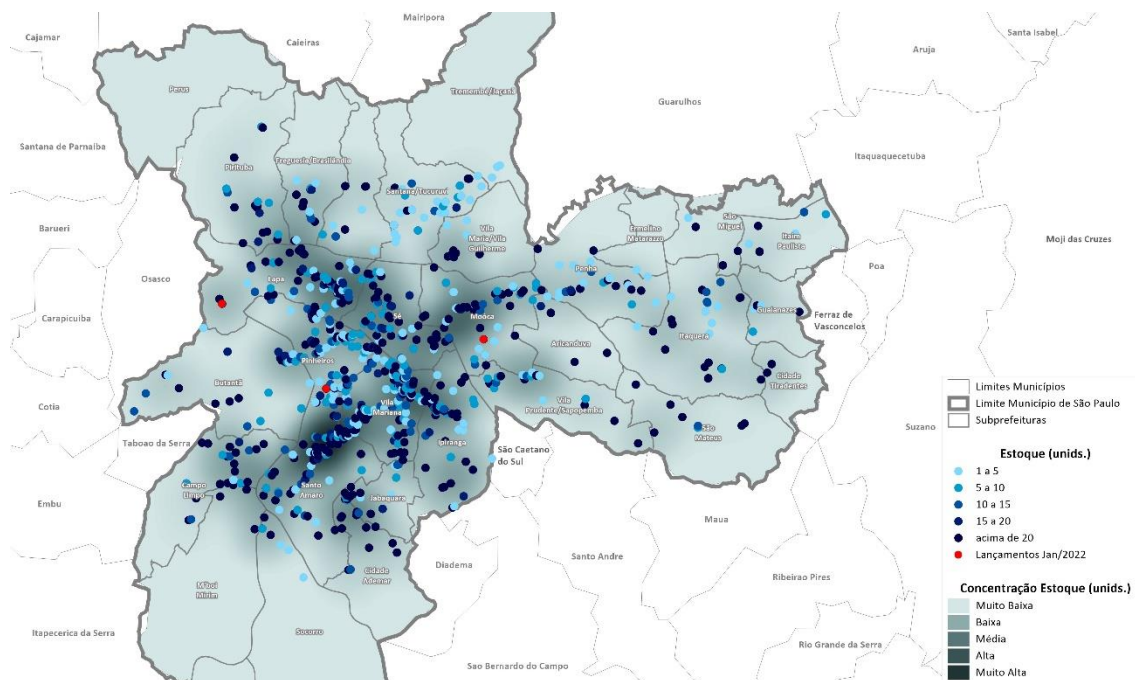 Mairipora
Santa Isabel
Cajamar
Caieiras
Aruja
Perus
Tremembé/Jaçanã
Guarulhos
Santana de Parnaiba
Freguesia/Brasilândia
Pirituba
Itaquaquecetuba
Santana/Tucuruvi
São
Miguel
Barueri
Vila
Maria/Vila
Guilherme
Ermelino
Matarazzo
Itaim
Paulista
Moji das Cruzes
Osasco
Lapa
Penha
Poa
Carapicuiba
Sé
Moóca
Guaianazes
Ferraz de
Vasconcelos
Aricanduva
Itaquera
Pinheiros
Butantã
Cidade
Tiradentes
Cotia
Vila
Mariana
Vila
Prudente/Sapopemba
São
Mateus
Suzano
Taboao da Serra
Ipiranga
São Caetano
do Sul
Campo
Limpo
Santo
Amaro
Jabaquara
Embu
Maua
Diadema
Santo Andre
Cidade
Ademar
M'boi
Mirim
Ribeirao Pires
Itapecerica da Serra
Socorro
Rio Grande da Serra
Sao Bernardo do Campo
Limites Municípios
Limite Município de São Paulo
Subprefeituras
Estoque (unids.)
1 a 5
5 a 10
10 a 15
15 a 20
acima de 20
Lançamentos Jan/2022
Concentração Estoque (unids.)
Muito Baixa
Baixa
Média
Alta
Muito Alta